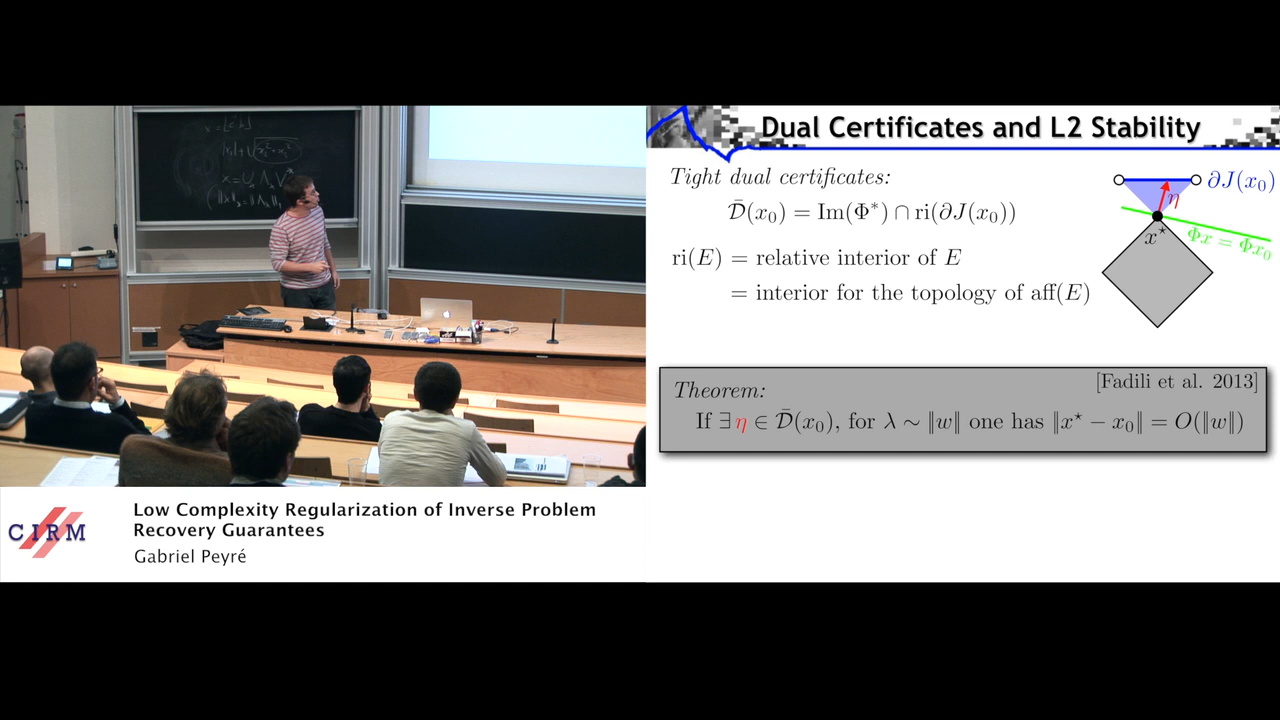 x = U Λ V*
Dual Certificates and L2 Stability
Tight dual certificates:
D̄(x₀) = Im(Φ*) ∩ ri(∂J(x₀))
ri(E) = relative interior of E
= interior for the topology of aff(E)
∂J(x₀)
η
x⋆
Φx = Φx₀
[Fadili et al. 2013]
Theorem:
If ∃ η ∈ D̄(x₀), for λ ∼ ‖w‖ one has ‖x⋆ − x₀‖ = O(‖w‖)
CIRM
Low Complexity Regularization of Inverse Problem
Recovery Guarantees
Gabriel Peyré